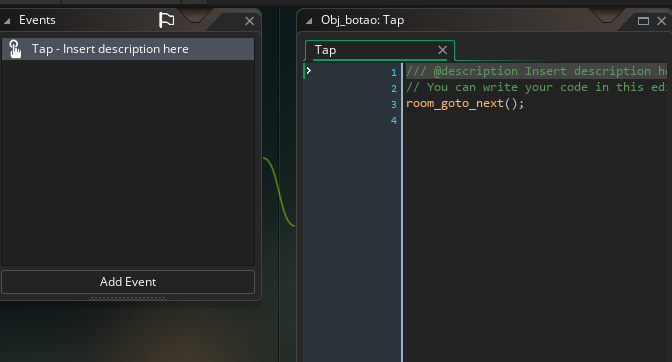 Events
Tap - Insert description here
Add Event
Obj_botao: Tap
Tap
1 /// @description Insert description he
2 // You can write your code in this edi
3 room_goto_next();
4